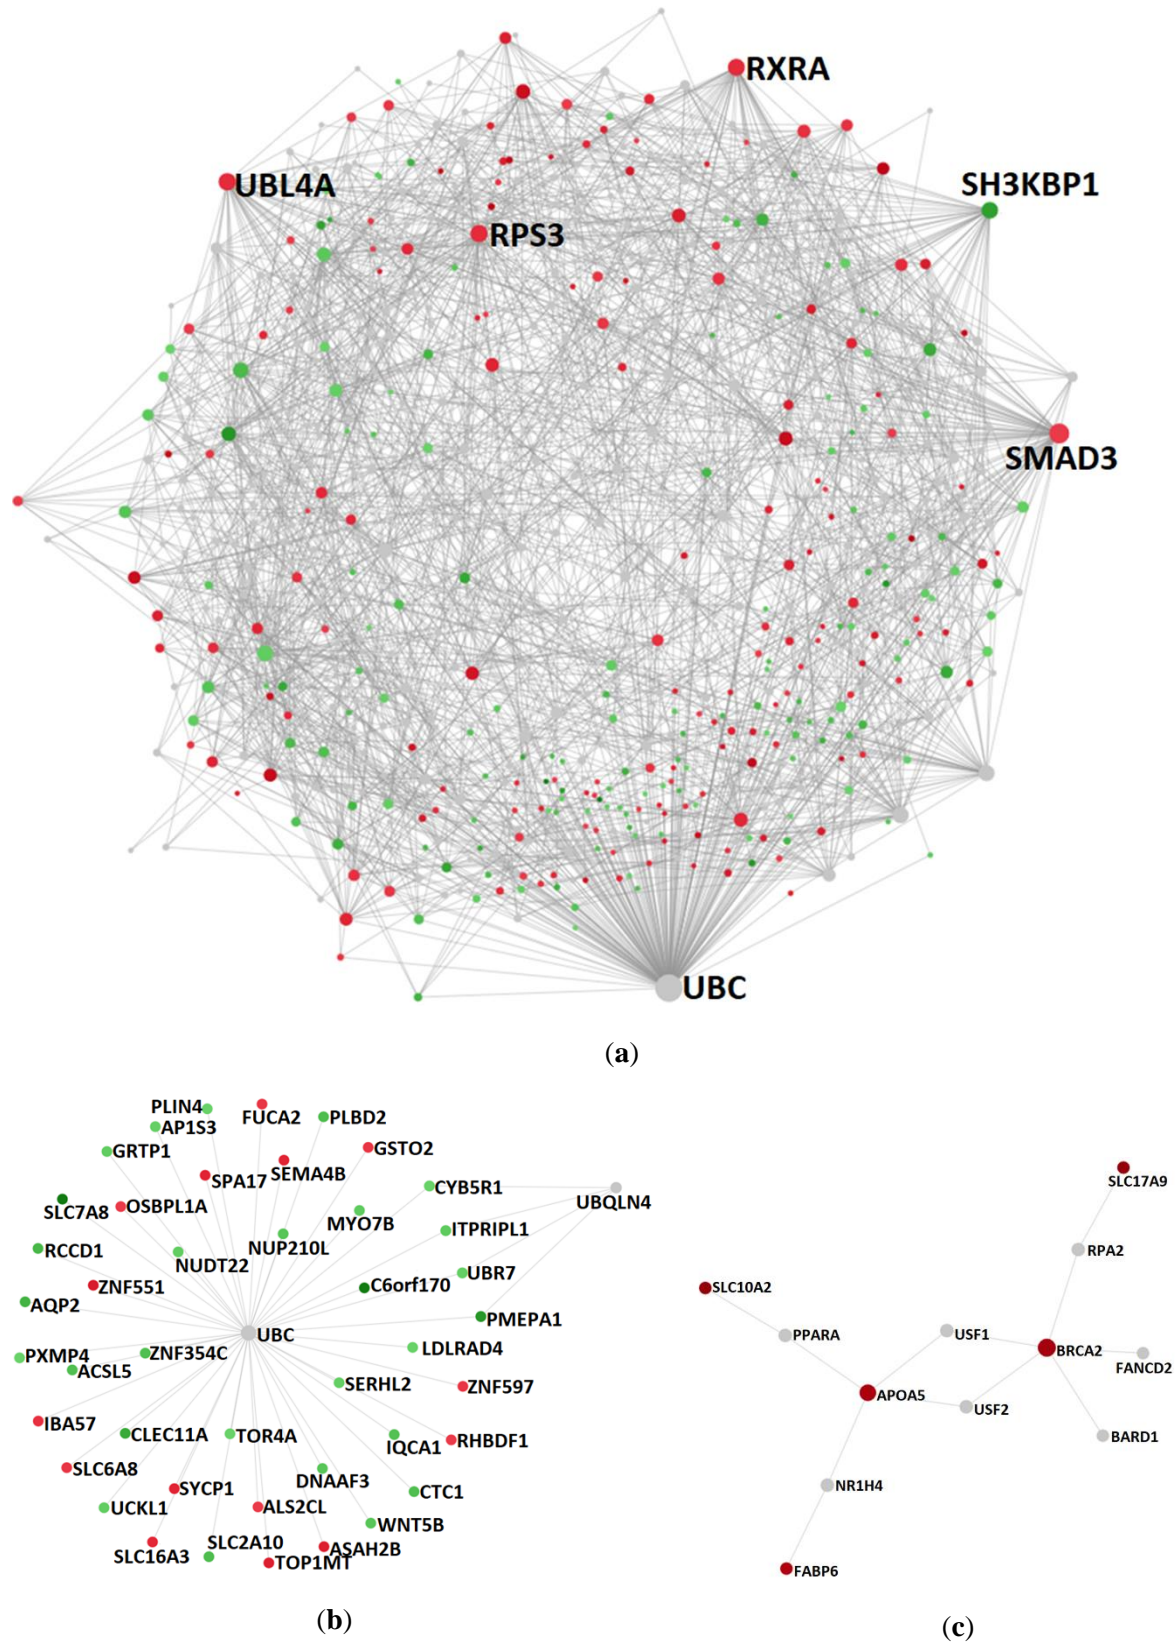 RXRA
UBL4A
SH3KBP1
RPS3
SMAD3
UBC
(a)
PLIN4
FUCA2
PLBD2
AP1S3
GRTP1
GSTO2
SPA17
SEMA4B
CYB5R1
UBQLN4
SLC7A8
OSBPL1A
MYO7B
ITPRIPL1
RCCD1
NUDT22
NUP210L
UBR7
ZNF551
C6orf170
AQP2
PMEPA1
UBC
PXMP4
ZNF354C
LDLRAD4
ACSL5
SERHL2
ZNF597
IBA57
CLEC11A
TOR4A
IQCA1
RHBDF1
SLC6A8
SYCP1
DNAAF3
CTC1
UCKL1
ALS2CL
WNT5B
SLC16A3
SLC2A10
ASAH2B
TOP1MT
(b)
SLC17A9
RPA2
SLC10A2
PPARA
USF1
BRCA2
FANCD2
APOA5
USF2
BARD1
NR1H4
FABP6
(c)